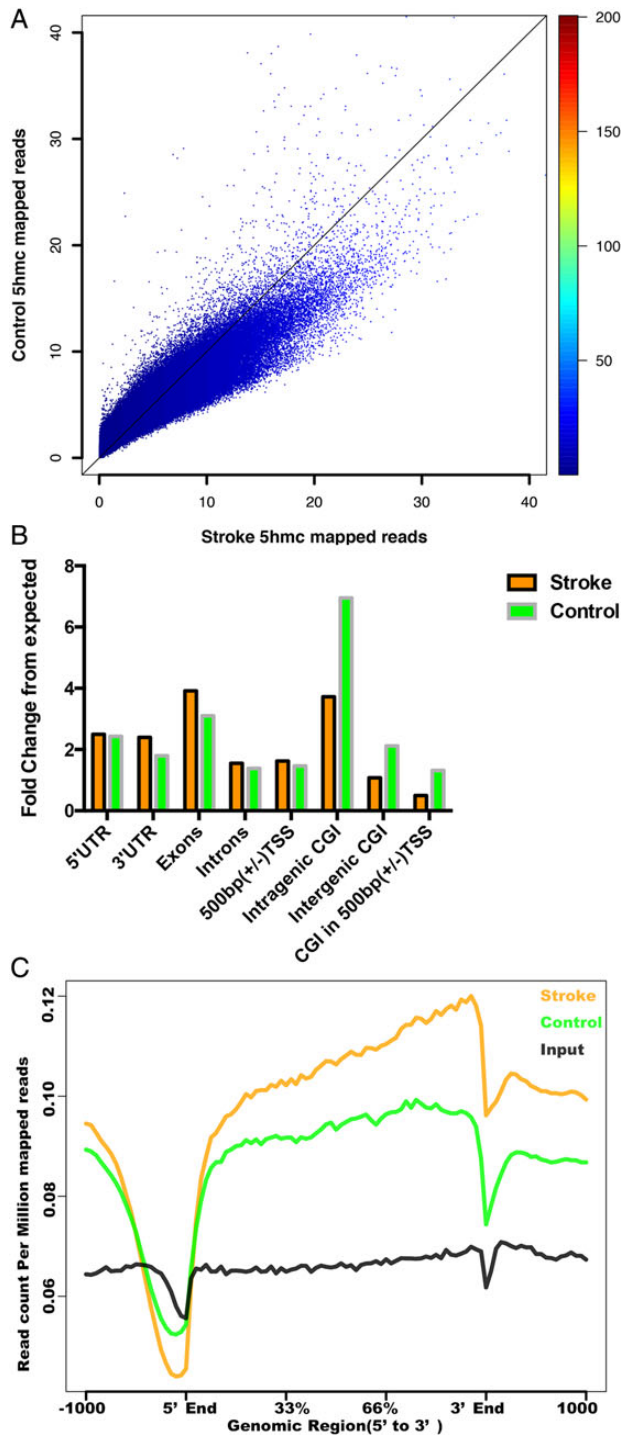 A
Control 5hmc mapped reads
40
30
20
10
0
0 10 20 30 40
Stroke 5hmc mapped reads
200
150
100
50
B
Fold Change from expected
8
6
4
2
0
Stroke
Control
5'UTR
3'UTR
Exons
Introns
500bp(+/-)TSS
Intragenic CGI
Intergenic CGI
CGI in 500bp(+/-)TSS
C
Read count Per Million mapped reads
0.12
0.10
0.08
0.06
Stroke
Control
Input
-1000 5' End 33% 66% 3' End 1000
Genomic Region(5' to 3' )